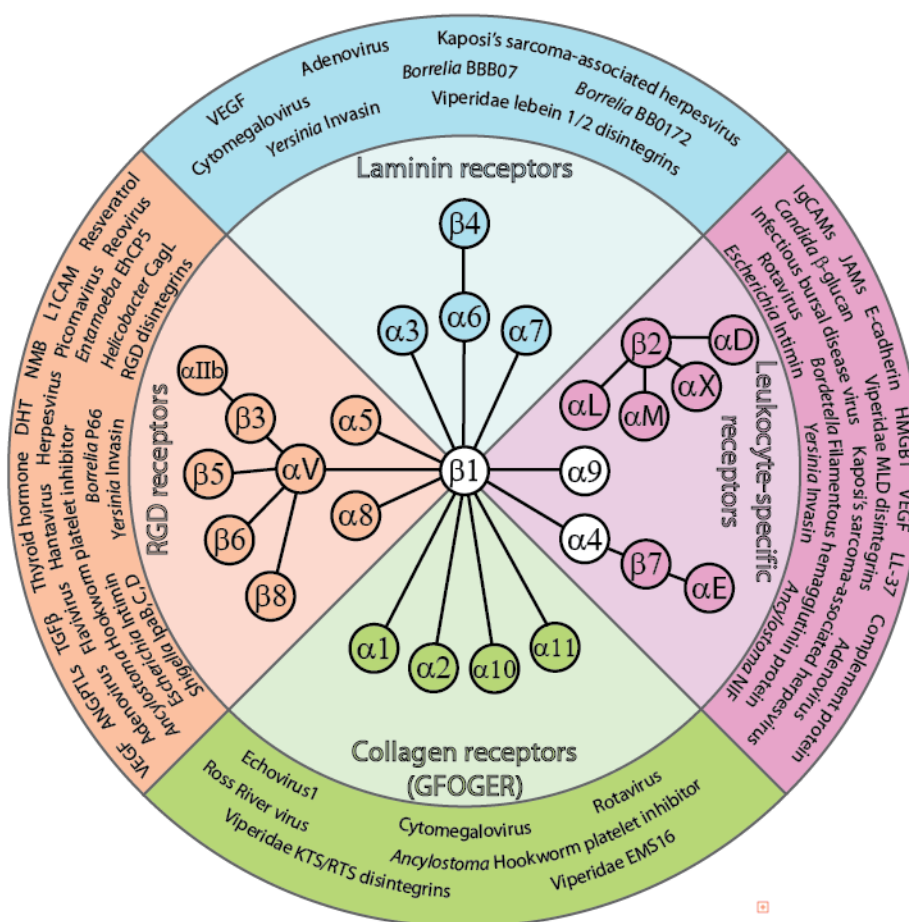 VEGF
Adenovirus
Kaposi's sarcoma-associated herpesvirus
Cytomegalovirus
Borrelia BBB07
Borrelia BB0172
Yersinia Invasin
Viperidae lebein 1/2 disintegrins
Laminin receptors
β4
α3
α6
α7
IgCAMs
JAMs
E-cadherin
HMGB1
VEGF
LL-37
Complement protein
Candida β-glucan
Viperidae MLD disintegrins
Adenovirus
Infectious bursal disease virus
Kaposi's sarcoma-associated herpesvirus
Rotavirus
Bordetella Filamentous hemagglutinin protein
Escherichia Intimin
Yersinia Invasin
Ancylostoma NIF
Leukocyte-specific
receptors
β2
αD
αL
αM
αX
β1
α9
α4
β7
αE
Resveratrol
L1CAM
NMB
DHT
Thyroid hormone
TGFβ
ANGPTLs
VEGF
Reovirus
Picornavirus
Herpesvirus
Hantavirus
Flavivirus
Adenovirus
Entamoeba EhCP5
Helicobacter CagL
RGD disintegrins
Borrelia P66
Ancylostoma Hookworm platelet inhibitor
Yersinia Invasin
Escherichia Intimin
Shigella IpaB, C, D
RGD receptors
αIIb
β3
α5
β5
αV
β6
α8
β8
α1
α2
α10
α11
Collagen receptors
(GFOGER)
Echovirus1
Rotavirus
Ross River virus
Cytomegalovirus
Ancylostoma Hookworm platelet inhibitor
Viperidae KTS/RTS disintegrins
Viperidae EMS16